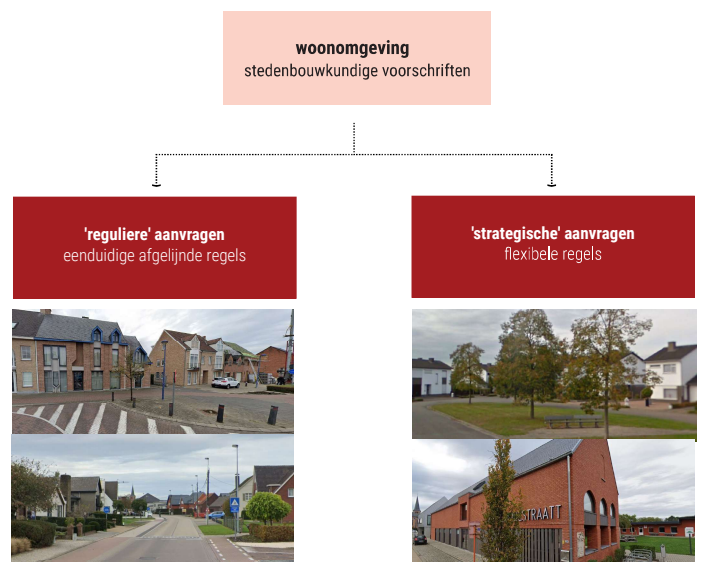 woonomgeving
stedenbouwkundige voorschriften
'reguliere' aanvragen
eenduidige afgelijnde regels
'strategische' aanvragen
flexibele regels